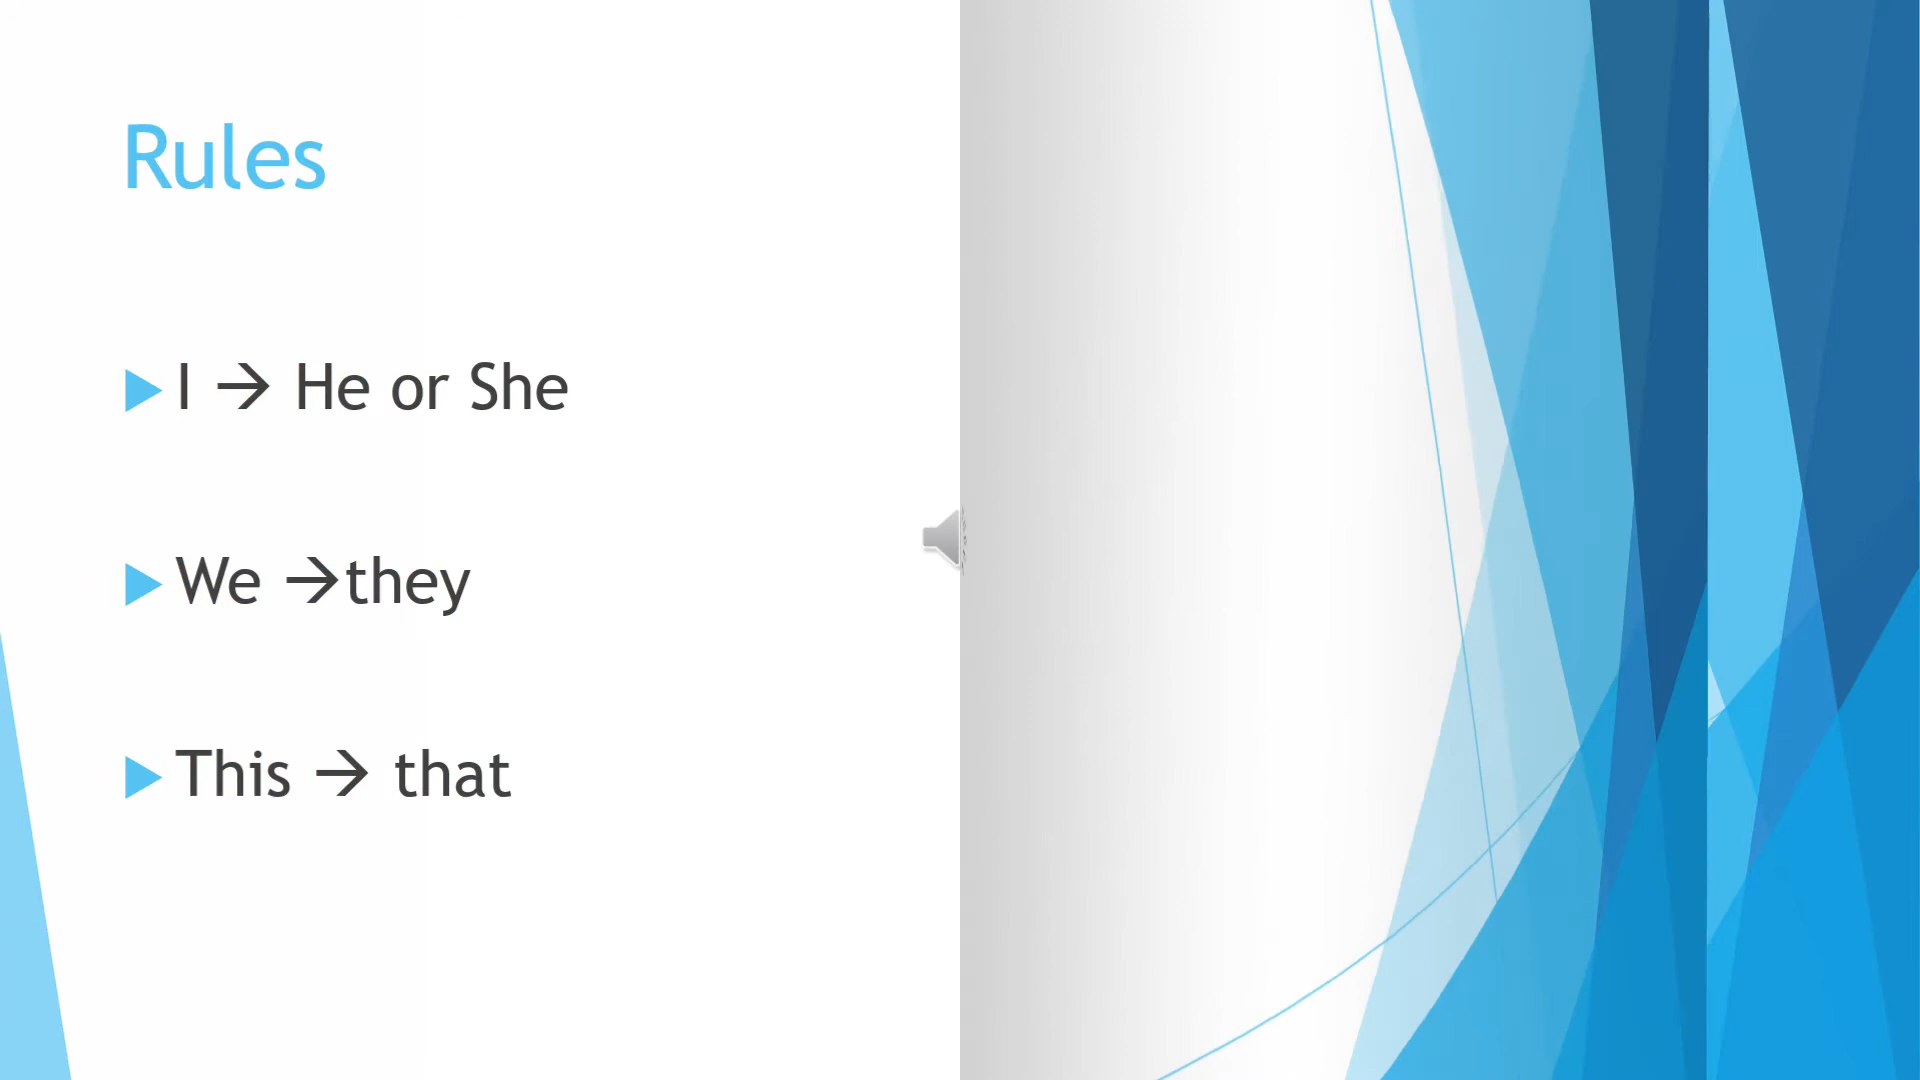 Rules
I → He or She
We →they
This → that